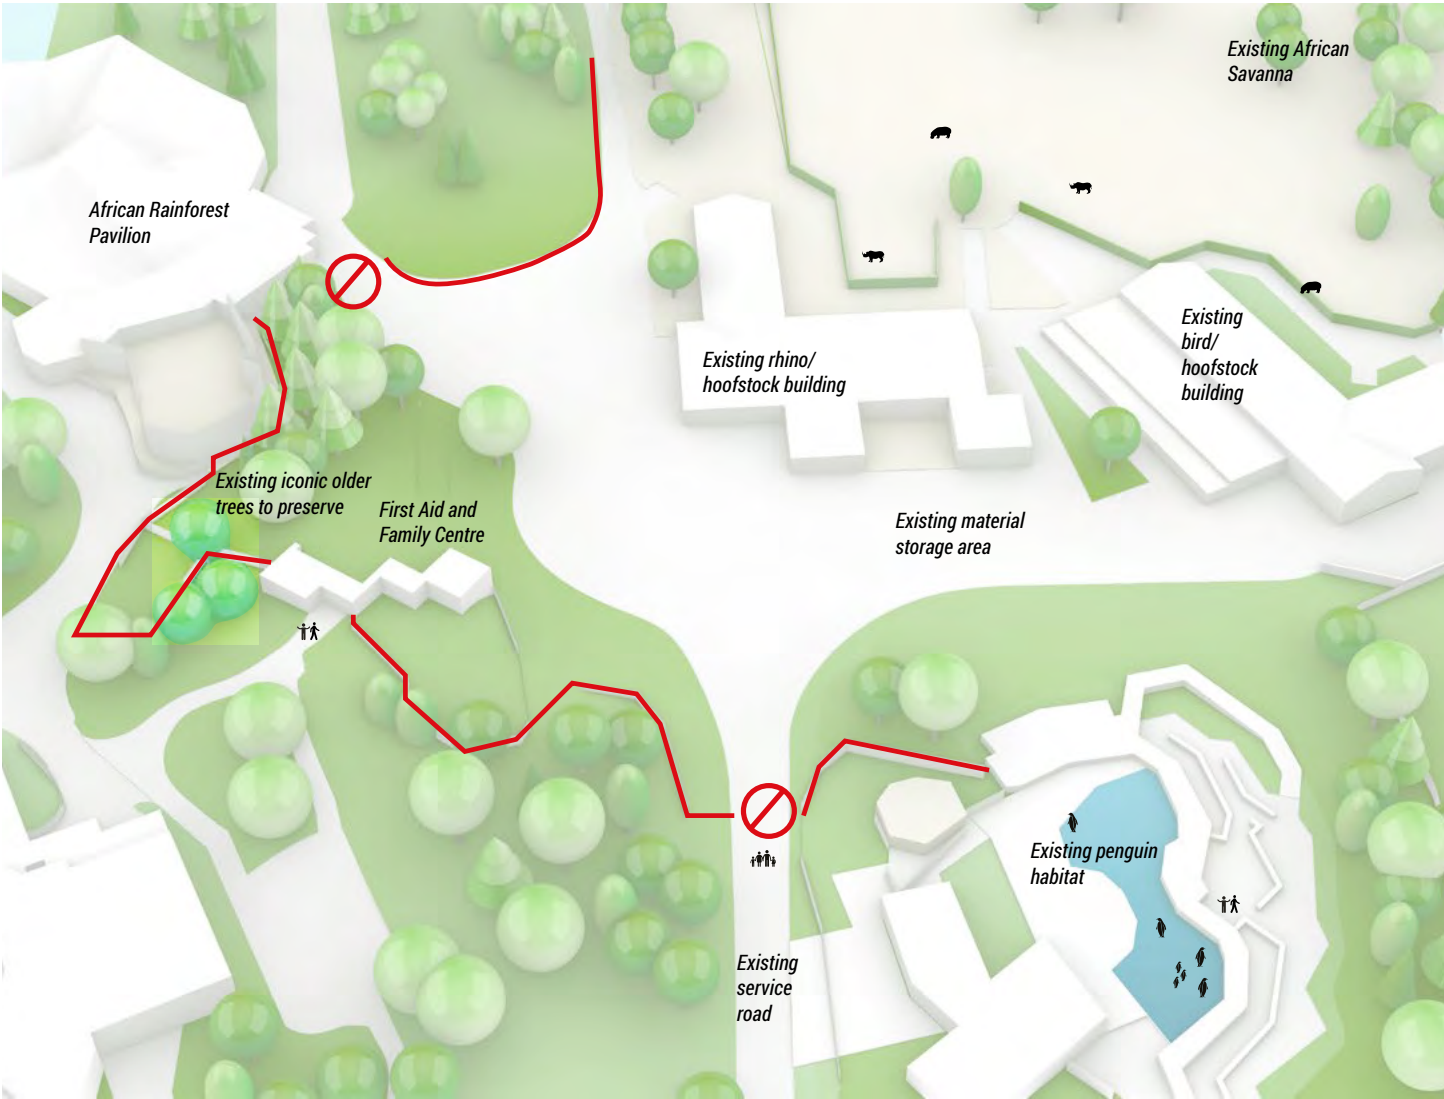 Existing African
Savanna
African Rainforest
Pavilion
Existing
bird/
hoofstock
building
Existing rhino/
hoofstock building
Existing iconic older
trees to preserve
First Aid and
Family Centre
Existing material
storage area
Existing penguin
habitat
Existing
service
road